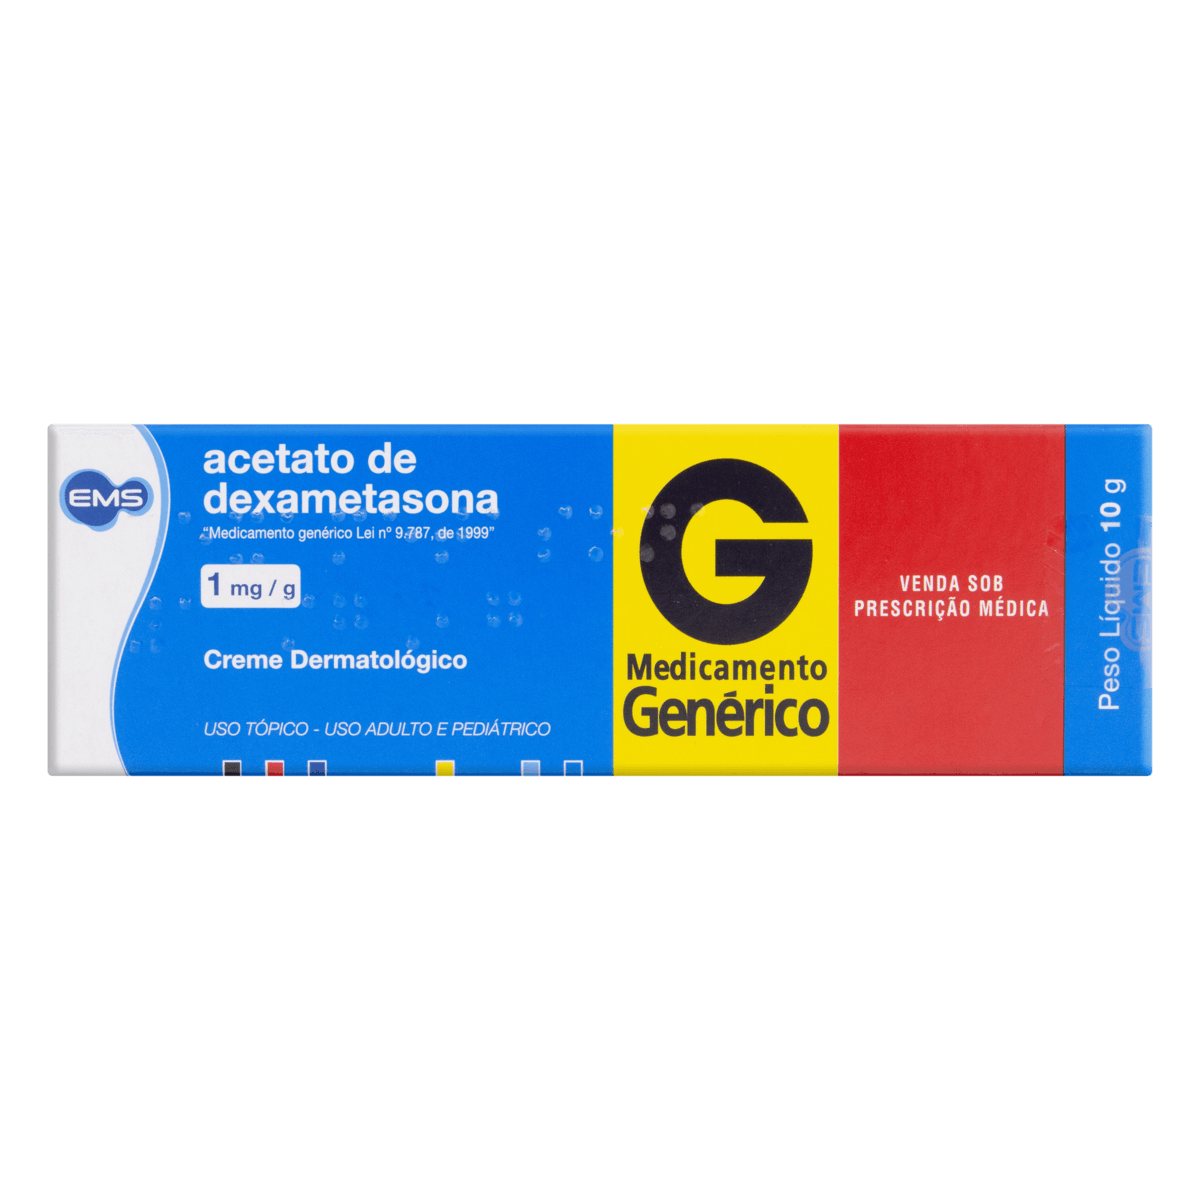 EMS
acetato de
dexametasona
“Medicamento genérico Lei nº 9.787, de 1999”
1 mg / g
Creme Dermatológico
USO TÓPICO - USO ADULTO E PEDIÁTRICO
G
Medicamento
Genérico
VENDA SOB
PRESCRIÇÃO MÉDICA
Peso Líquido 10 g
EMS